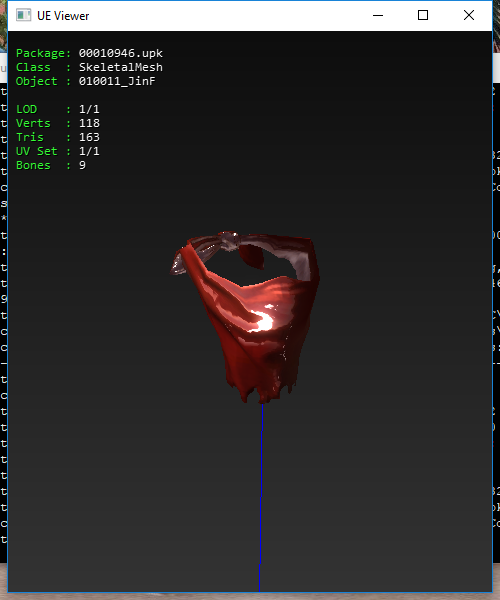 UE Viewer
Package: 00010946.upk
Class : SkeletalMesh
Object : 010011_JinF
LOD : 1/1
Verts : 118
Tris : 163
UV Set : 1/1
Bones : 9